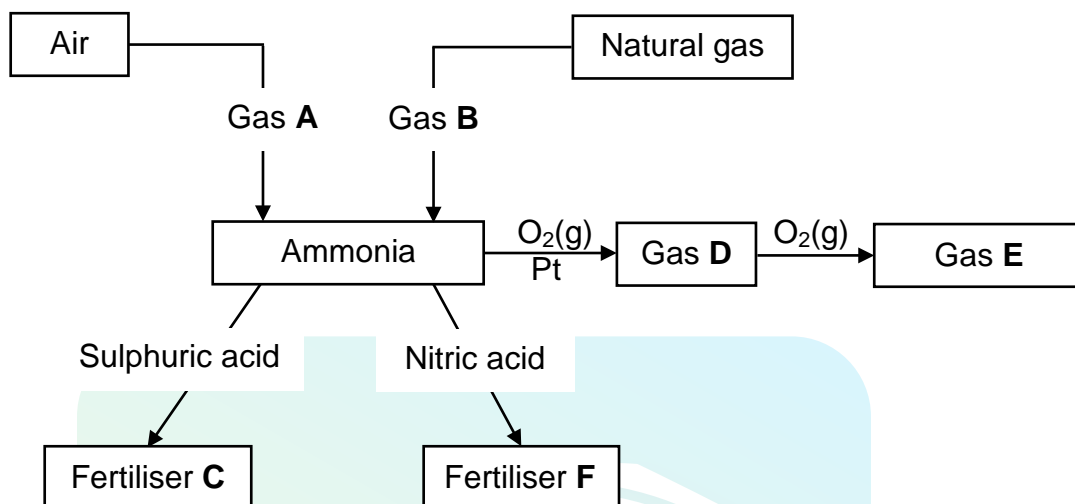 Air
Natural gas
Gas A
Gas B
Ammonia
O₂(g)
Pt
Gas D
O₂(g)
Gas E
Sulphuric acid
Nitric acid
Fertiliser C
Fertiliser F